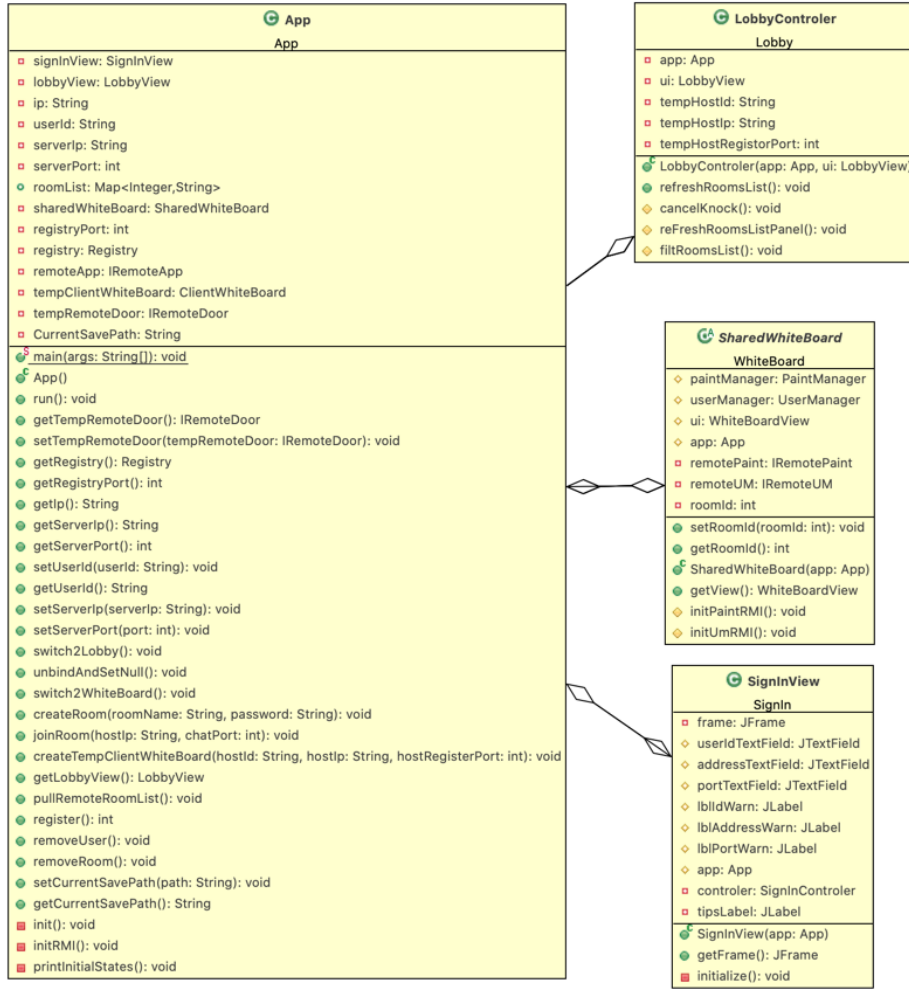 App
App
signInView: SignInView
lobbyView: LobbyView
ip: String
userId: String
serverIp: String
serverPort: int
roomList: Map<Integer,String>
sharedWhiteBoard: SharedWhiteBoard
registryPort: int
registry: Registry
remoteApp: IRemoteApp
tempClientWhiteBoard: ClientWhiteBoard
tempRemoteDoor: IRemoteDoor
CurrentSavePath: String
main(args: String[]): void
App()
run(): void
getTempRemoteDoor(): IRemoteDoor
setTempRemoteDoor(tempRemoteDoor: IRemoteDoor): void
getRegistry(): Registry
getRegistryPort(): int
getIp(): String
getServerIp(): String
getServerPort(): int
setUserId(userId: String): void
getUserId(): String
setServerIp(serverIp: String): void
setServerPort(port: int): void
switch2Lobby(): void
unbindAndSetNull(): void
switch2WhiteBoard(): void
createRoom(roomName: String, password: String): void
joinRoom(hostIp: String, chatPort: int): void
createTempClientWhiteBoard(hostId: String, hostIp: String, hostRegisterPort: int): void
getLobbyView(): LobbyView
pullRemoteRoomList(): void
register(): int
removeUser(): void
removeRoom(): void
setCurrentSavePath(path: String): void
getCurrentSavePath(): String
init(): void
initRMI(): void
printInitialStates(): void
LobbyControler
Lobby
app: App
ui: LobbyView
tempHostId: String
tempHostIp: String
tempHostRegistorPort: int
LobbyControler(app: App, ui: LobbyView)
refreshRoomsList(): void
cancelKnock(): void
reFreshRoomsListPanel(): void
filtRoomsList(): void
SharedWhiteBoard
WhiteBoard
paintManager: PaintManager
userManager: UserManager
ui: WhiteBoardView
app: App
remotePaint: IRemotePaint
remoteUM: IRemoteUM
roomId: int
setRoomId(roomId: int): void
getRoomId(): int
SharedWhiteBoard(app: App)
getView(): WhiteBoardView
initPaintRMI(): void
initUmRMI(): void
SignInView
SignIn
frame: JFrame
userIdTextField: JTextField
addressTextField: JTextField
portTextField: JTextField
lblIdWarn: JLabel
lblAddressWarn: JLabel
lblPortWarn: JLabel
app: App
controler: SignInControler
tipsLabel: JLabel
SignInView(app: App)
getFrame(): JFrame
initialize(): void